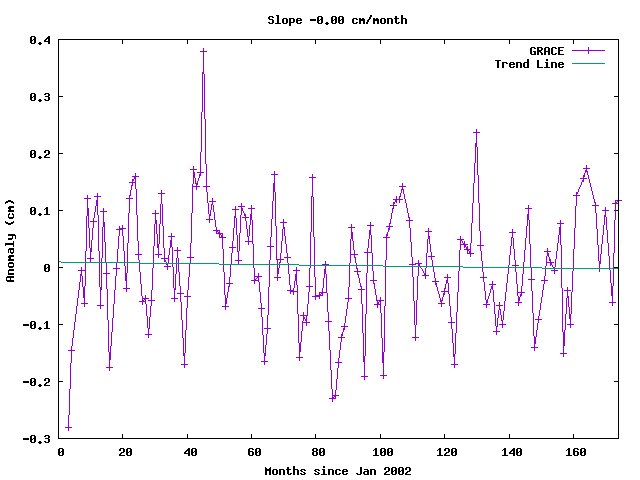 Slope -0.00 cm/month
GRACE
Trend Line
0.4
0.3
0.2
0.1
0
-0.1
-0.2
-0.3
Anomaly (cm)
0 20 40 60 80 100 120 140 160
Months since Jan 2002